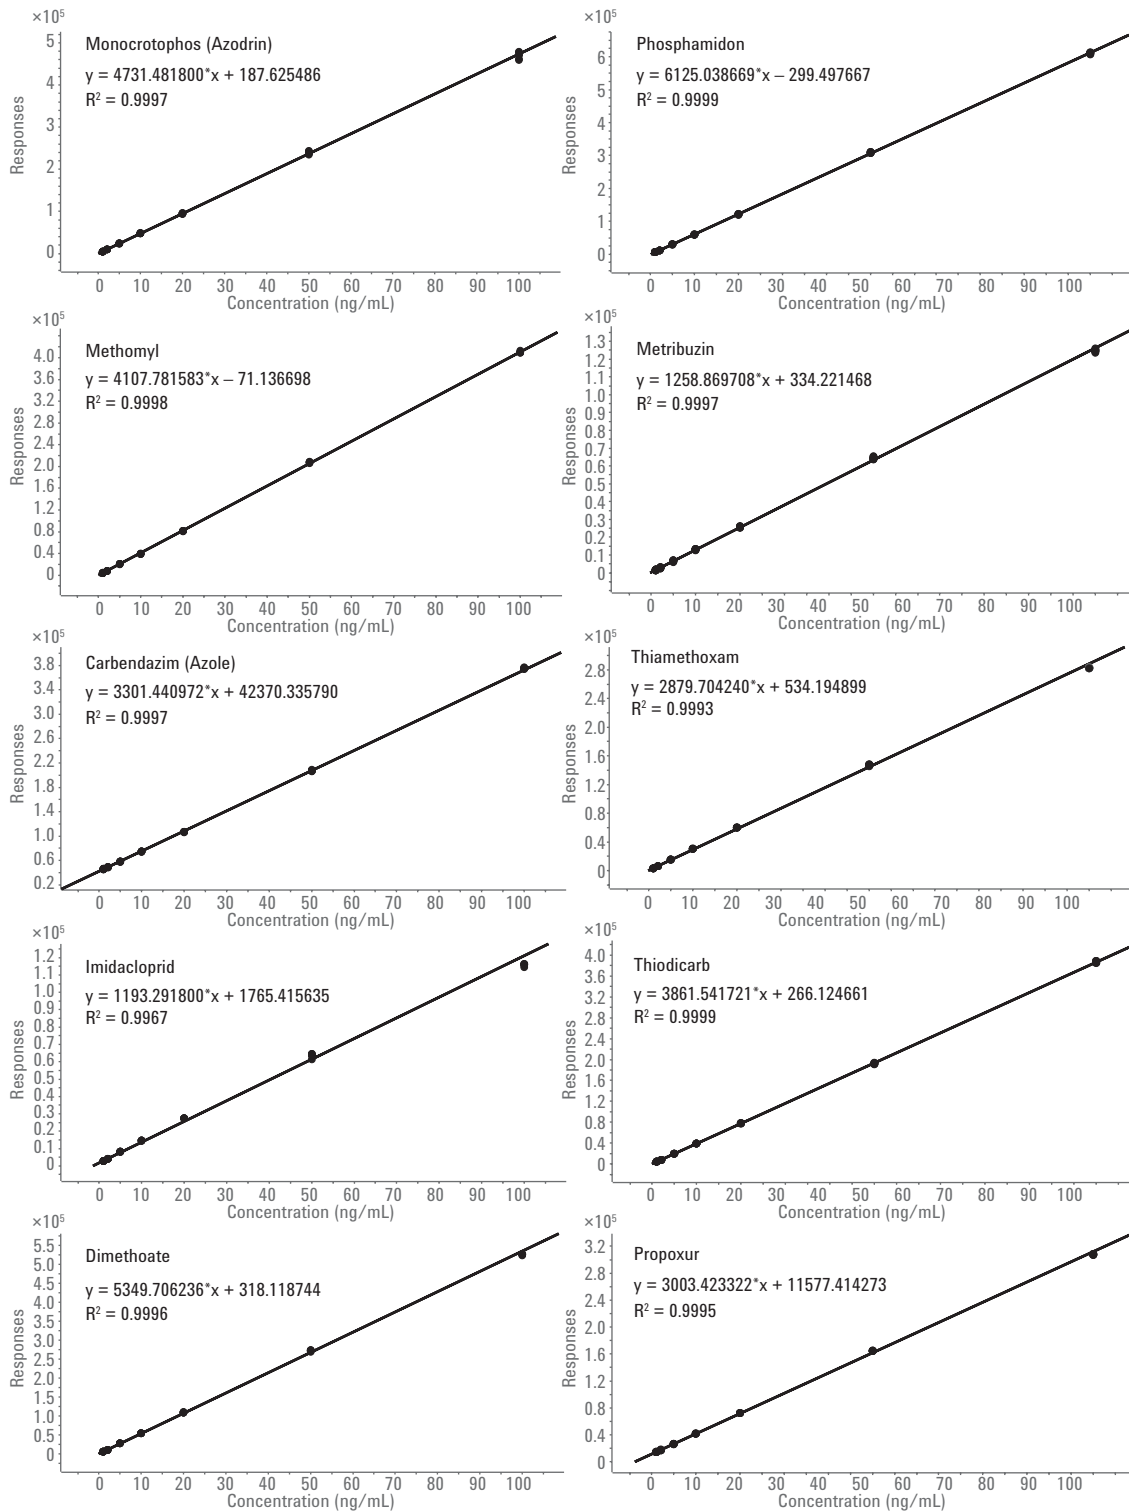 ×10⁵
5
4
3
2
1
0
Responses
Monocrotophos (Azodrin)
y = 4731.481800*x + 187.625486
R² = 0.9997
0 10 20 30 40 50 60 70 80 90 100
Concentration (ng/mL)
×10⁵
6
5
4
3
2
1
0
Responses
Phosphamidon
y = 6125.038669*x – 299.497667
R² = 0.9999
0 10 20 30 40 50 60 70 80 90 100
Concentration (ng/mL)
×10⁵
4.0
3.6
3.2
2.8
2.4
2.0
1.6
1.2
0.8
0.4
0
Responses
Methomyl
y = 4107.781583*x – 71.136698
R² = 0.9998
0 10 20 30 40 50 60 70 80 90 100
Concentration (ng/mL)
×10⁵
1.3
1.2
1.1
1.0
0.9
0.8
0.7
0.6
0.5
0.4
0.3
0.2
0.1
0
Responses
Metribuzin
y = 1258.869708*x + 334.221468
R² = 0.9997
0 10 20 30 40 50 60 70 80 90 100
Concentration (ng/mL)
×10⁵
3.8
3.4
3.0
2.6
2.2
1.8
1.4
1.0
0.6
0.2
Responses
Carbendazim (Azole)
y = 3301.440972*x + 42370.335790
R² = 0.9997
0 10 20 30 40 50 60 70 80 90 100
Concentration (ng/mL)
×10⁵
2.8
2.4
2.0
1.6
1.2
0.8
0.4
0
Responses
Thiamethoxam
y = 2879.704240*x + 534.194899
R² = 0.9993
0 10 20 30 40 50 60 70 80 90 100
Concentration (ng/mL)
×10⁵
1.2
1.1
1.0
0.9
0.8
0.7
0.6
0.5
0.4
0.3
0.2
0.1
0
Responses
Imidacloprid
y = 1193.291800*x + 1765.415635
R² = 0.9967
0 10 20 30 40 50 60 70 80 90 100
Concentration (ng/mL)
×10⁵
4.0
3.6
3.2
2.8
2.4
2.0
1.6
1.2
0.8
0.4
0
Responses
Thiodicarb
y = 3861.541721*x + 266.124661
R² = 0.9999
0 10 20 30 40 50 60 70 80 90 100
Concentration (ng/mL)
×10⁵
5.5
5.0
4.5
4.0
3.5
3.0
2.5
2.0
1.5
1.0
0.5
0
Responses
Dimethoate
y = 5349.706236*x + 318.118744
R² = 0.9996
0 10 20 30 40 50 60 70 80 90 100
Concentration (ng/mL)
×10⁵
3.2
2.8
2.4
2.0
1.6
1.2
0.8
0.4
0
Responses
Propoxur
y = 3003.423322*x + 11577.414273
R² = 0.9995
0 10 20 30 40 50 60 70 80 90 100
Concentration (ng/mL)